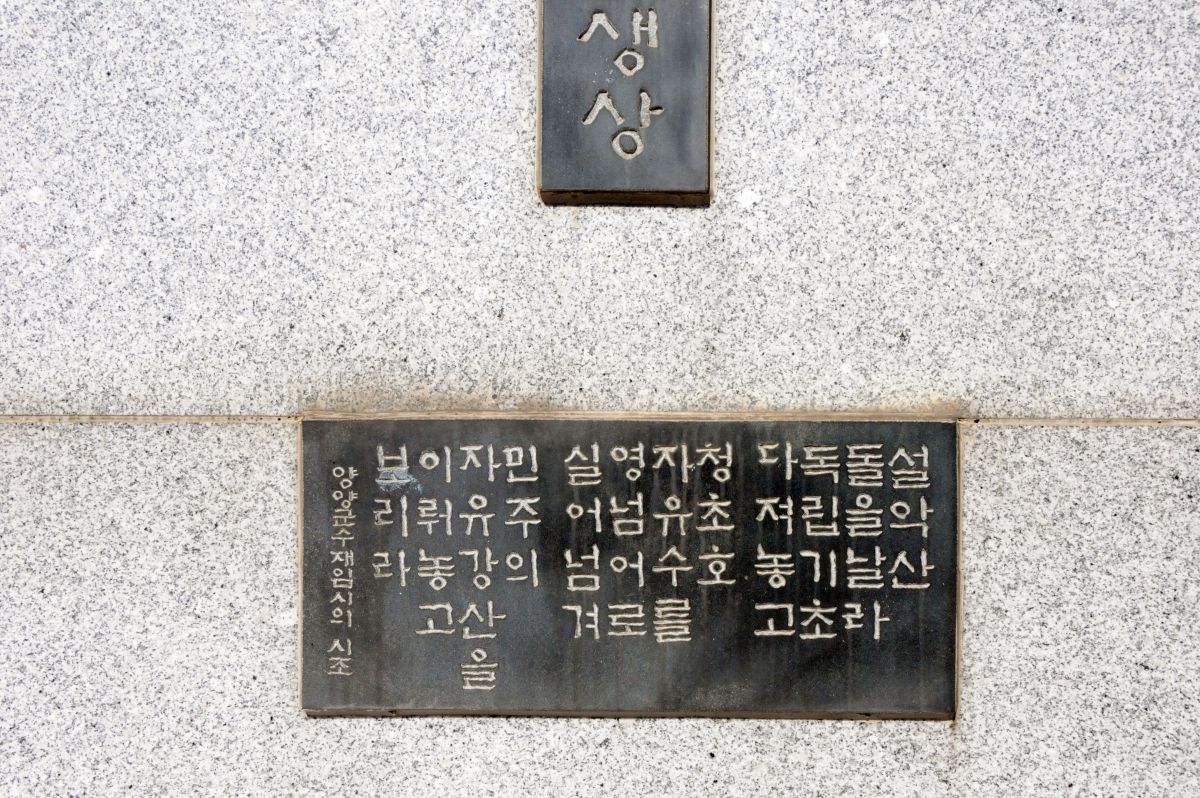 생상
설악산
돌을날라
독립기초
다져농고
청초호
자유수를
영넘어로
실어넘겨
민주의
자유강산을
이뤄농고
보리라
양양군수재임시의 시조